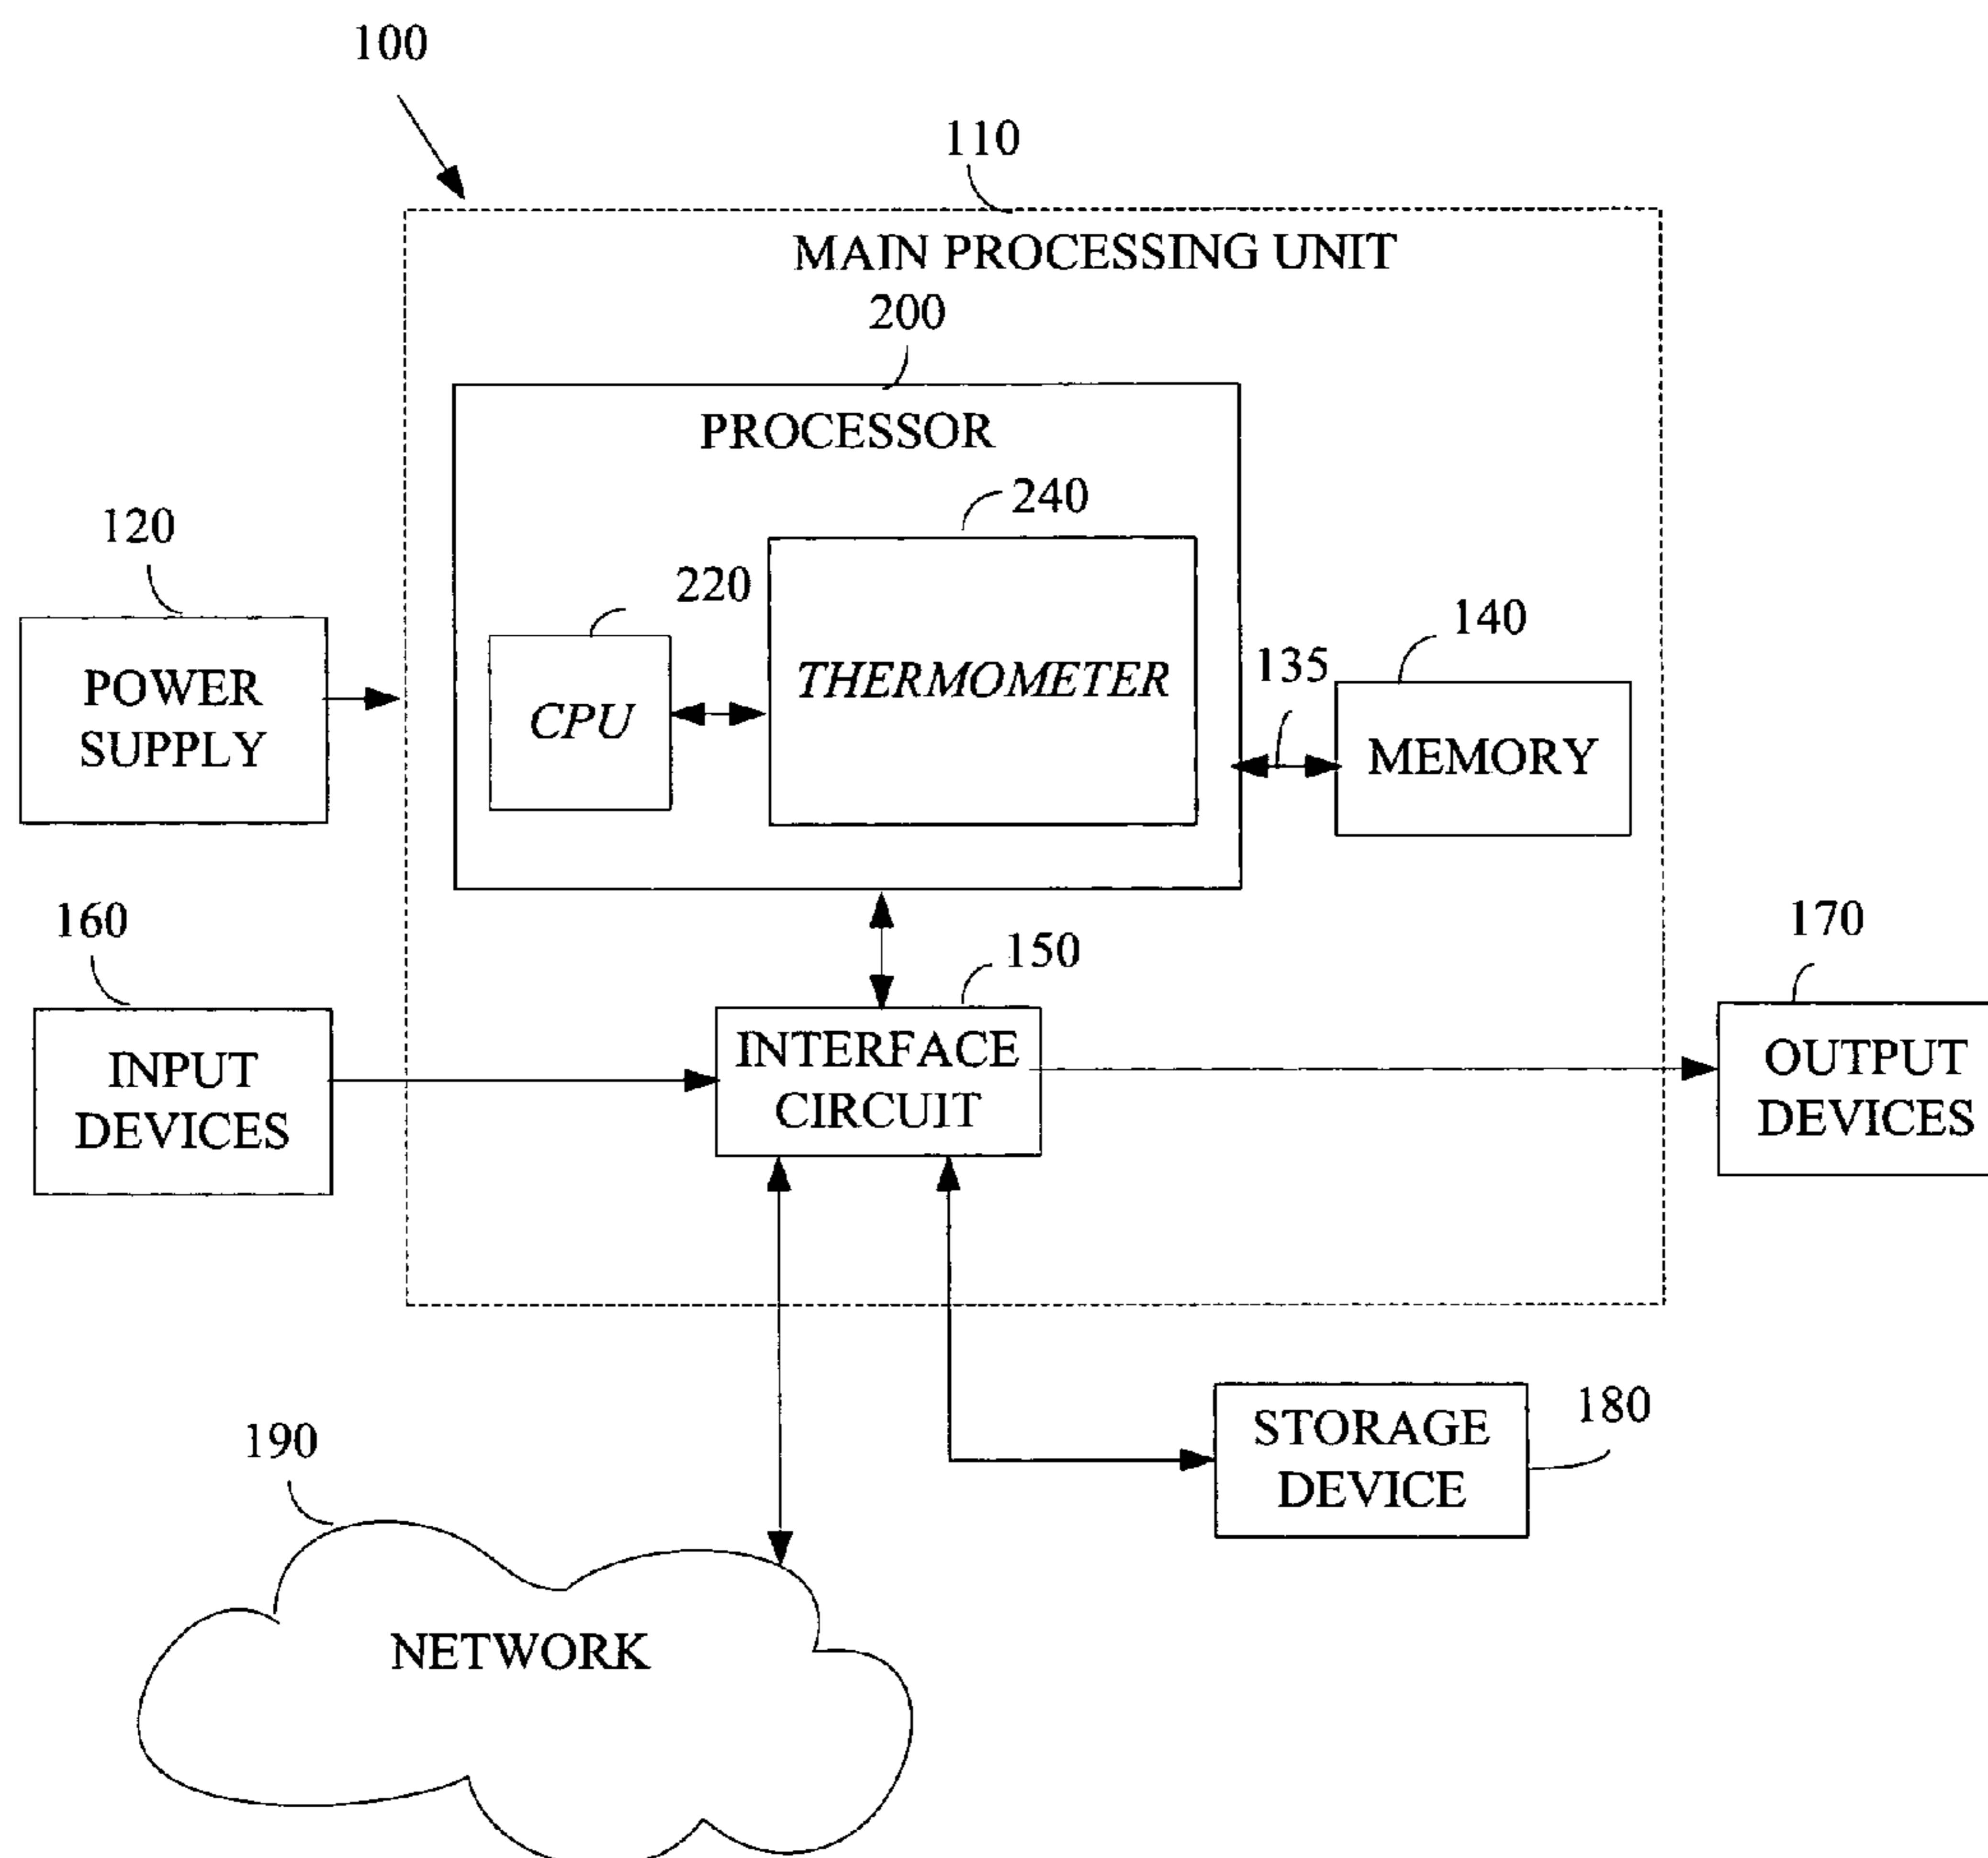 100
110
MAIN PROCESSING UNIT
200
PROCESSOR
240
120
220
140
THERMOMETER
135
POWER
SUPPLY
CPU
MEMORY
160
170
150
INPUT
DEVICES
INTERFACE
CIRCUIT
OUTPUT
DEVICES
190
180
STORAGE
DEVICE
NETWORK